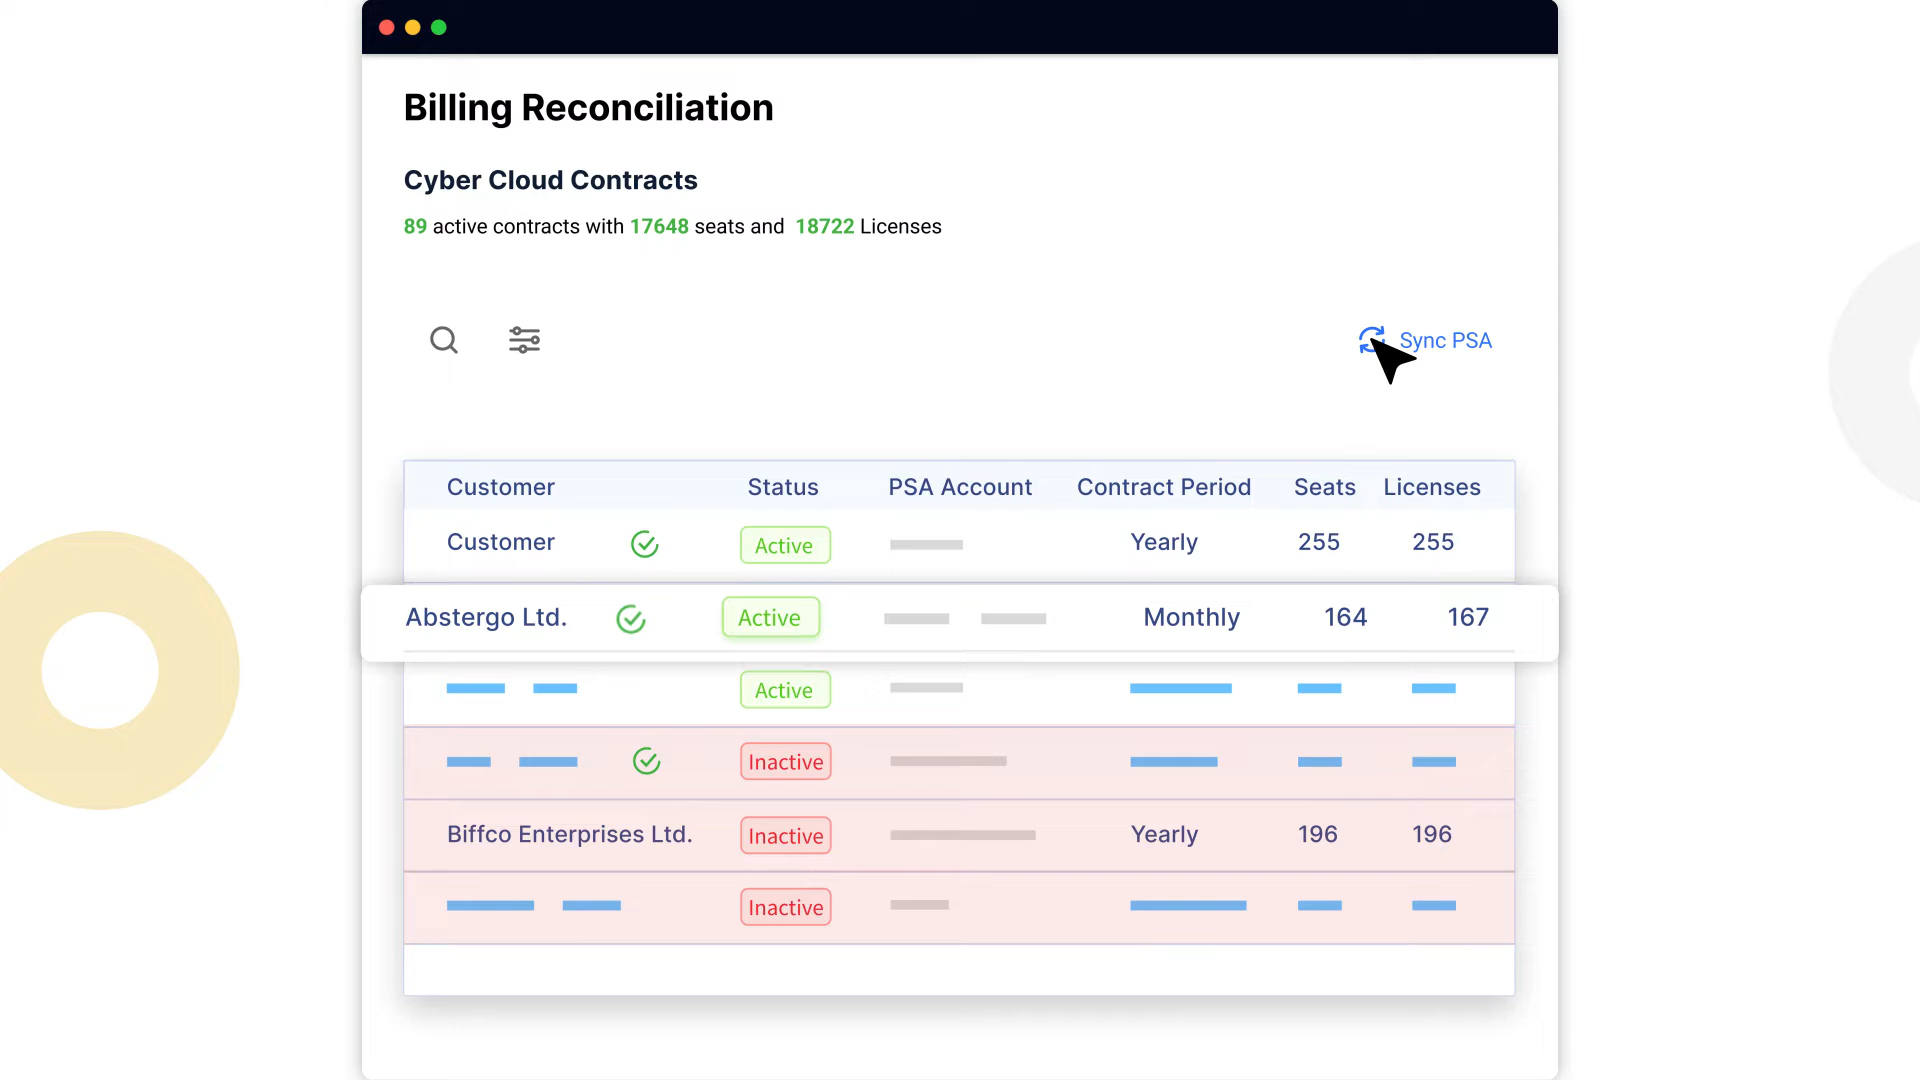 Billing Reconciliation
Cyber Cloud Contracts
89 active contracts with 17648 seats and 18722 Licenses
Sync PSA
Customer Status PSA Account Contract Period Seats Licenses
Customer Active Yearly 255 255
Abstergo Ltd. Active Monthly 164 167
Active
Inactive
Biffco Enterprises Ltd. Inactive Yearly 196 196
Inactive